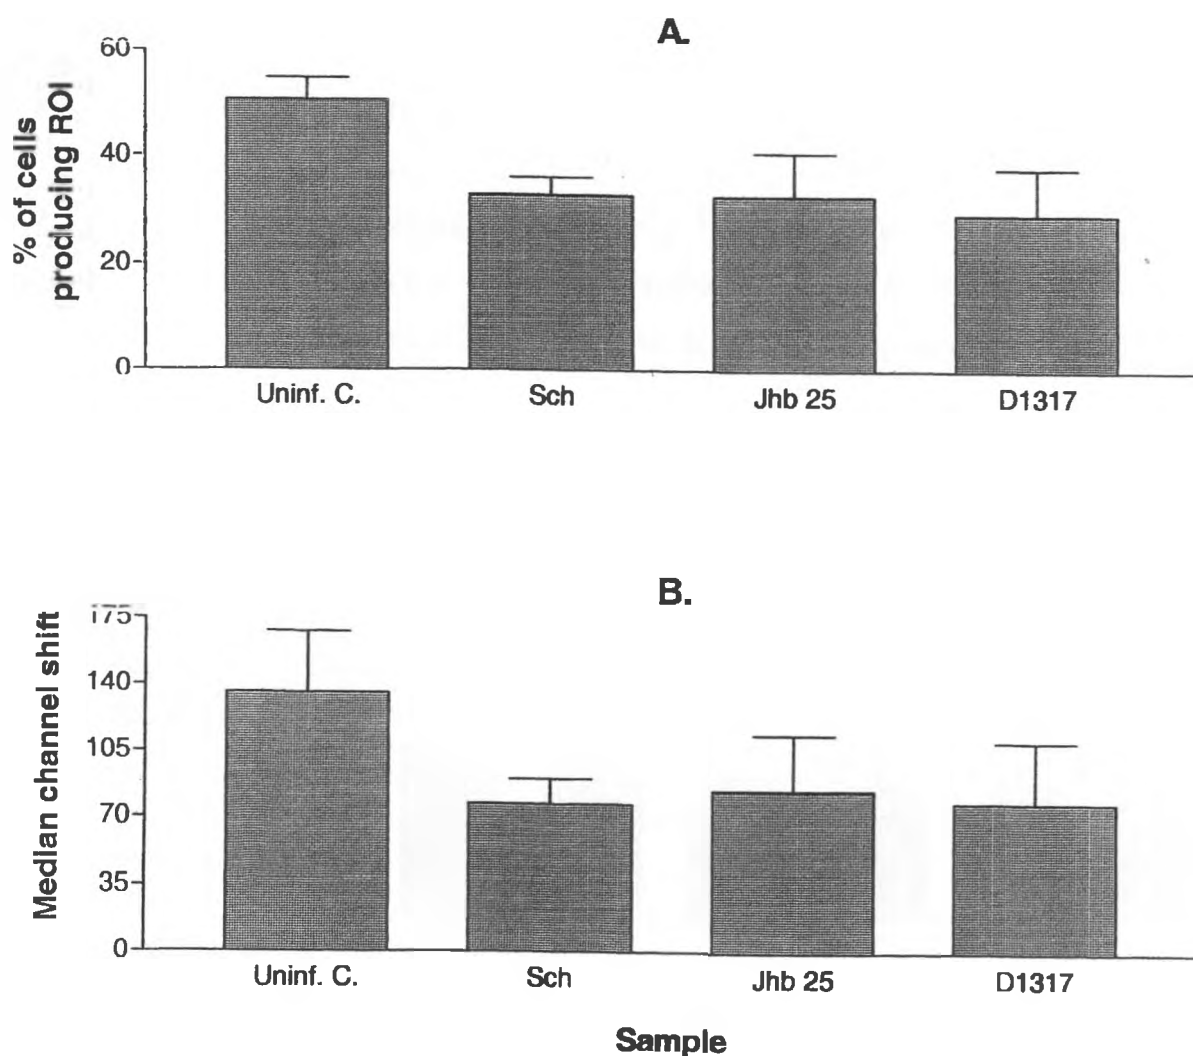 A.
% of cells
producing ROI
60
40
20
0
Uninf. C.
Sch
Jhb 25
D1317
B.
Median channel shift
175
140
105
70
35
0
Uninf. C.
Sch
Jhb 25
D1317
Sample